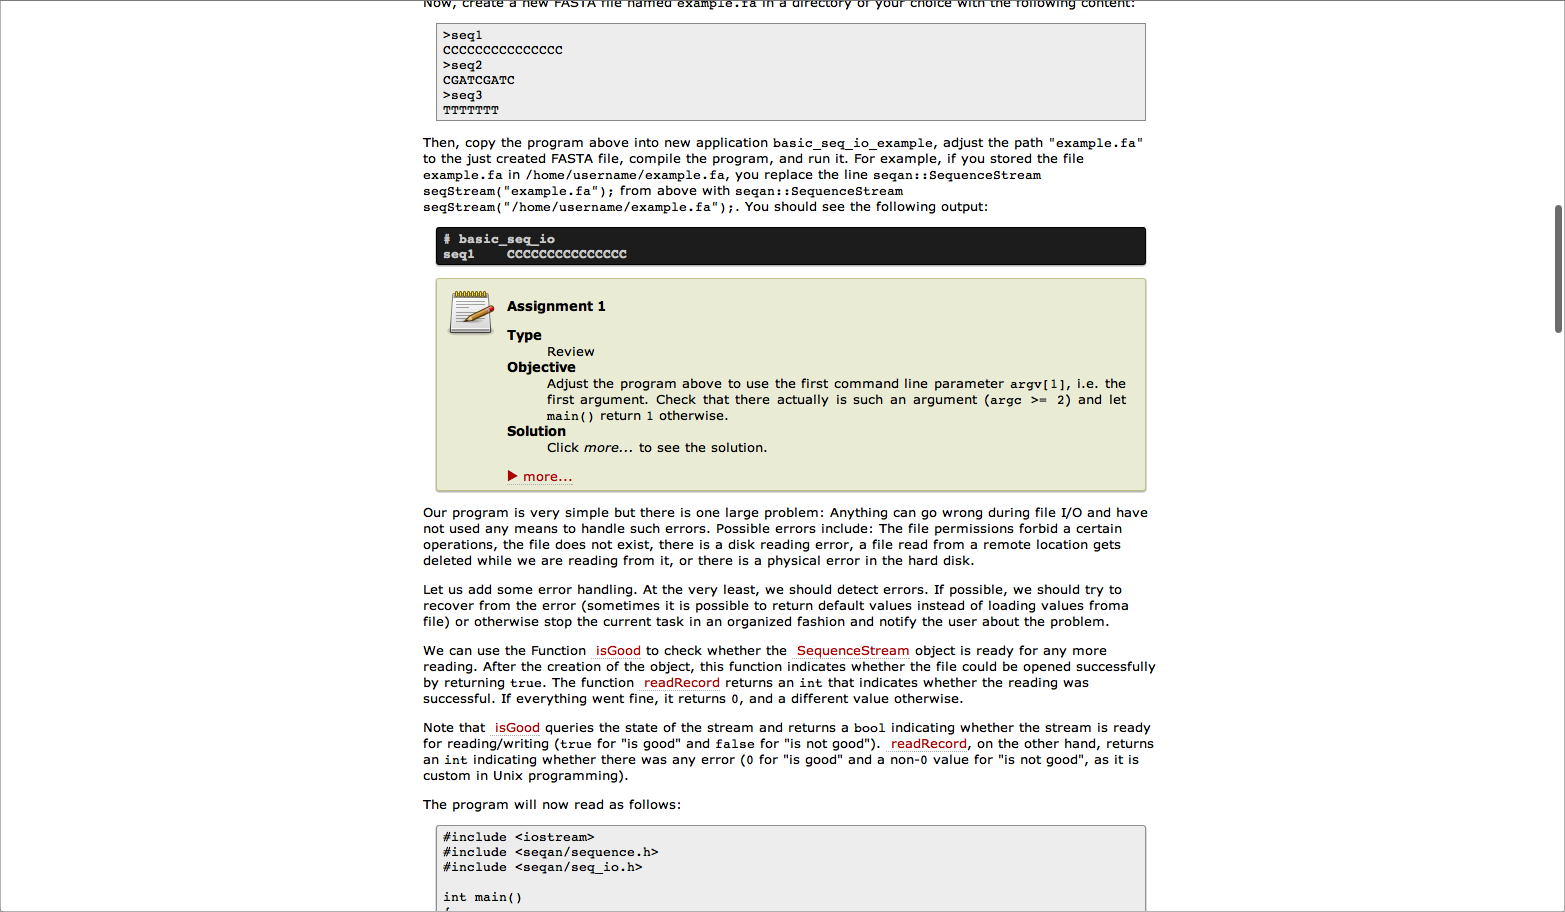 Now, create a new FASTA file named example.fa in a directory of your choice with the following content:
>seq1
CCCCCCCCCCCCCCC
>seq2
CGATCGATC
>seq3
TTTTTTT
Then, copy the program above into new application basic_seq_io_example, adjust the path "example.fa"
to the just created FASTA file, compile the program, and run it. For example, if you stored the file
example.fa in /home/username/example.fa, you replace the line seqan::SequenceStream
seqStream("example.fa"); from above with seqan::SequenceStream
seqStream("/home/username/example.fa");. You should see the following output:
# basic_seq_io
seq1    CCCCCCCCCCCCCCC
Assignment 1
Type
Review
Objective
Adjust the program above to use the first command line parameter argv[1], i.e. the
first argument. Check that there actually is such an argument (argc >= 2) and let
main() return 1 otherwise.
Solution
Click more... to see the solution.
▶ more...
Our program is very simple but there is one large problem: Anything can go wrong during file I/O and have
not used any means to handle such errors. Possible errors include: The file permissions forbid a certain
operations, the file does not exist, there is a disk reading error, a file read from a remote location gets
deleted while we are reading from it, or there is a physical error in the hard disk.
Let us add some error handling. At the very least, we should detect errors. If possible, we should try to
recover from the error (sometimes it is possible to return default values instead of loading values froma
file) or otherwise stop the current task in an organized fashion and notify the user about the problem.
We can use the Function isGood to check whether the SequenceStream object is ready for any more
reading. After the creation of the object, this function indicates whether the file could be opened successfully
by returning true. The function readRecord returns an int that indicates whether the reading was
successful. If everything went fine, it returns 0, and a different value otherwise.
Note that isGood queries the state of the stream and returns a bool indicating whether the stream is ready
for reading/writing (true for "is good" and false for "is not good"). readRecord, on the other hand, returns
an int indicating whether there was any error (0 for "is good" and a non-0 value for "is not good", as it is
custom in Unix programming).
The program will now read as follows:
#include <iostream>
#include <seqan/sequence.h>
#include <seqan/seq_io.h>
int main()